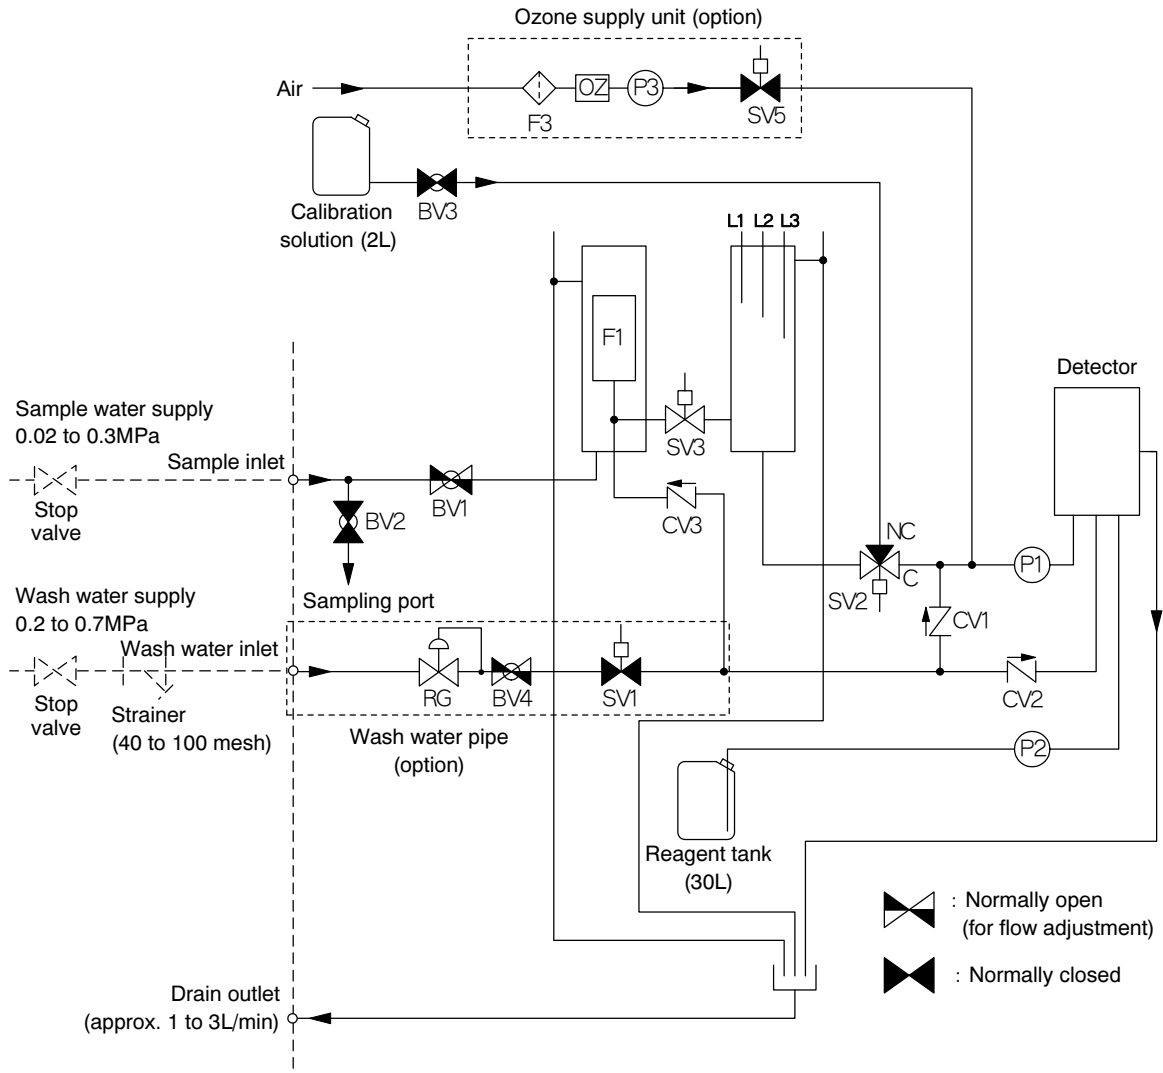 Ozone supply unit (option)
Air
F3
OZ
P3
SV5
Calibration
solution (2L)
BV3
L1 L2 L3
F1
SV3
Detector
Sample water supply
0.02 to 0.3MPa
Sample inlet
Stop
valve
BV2
BV1
CV3
Sampling port
NC
C
SV2
P1
CV1
Wash water supply
0.2 to 0.7MPa
Wash water inlet
Stop
valve
Strainer
(40 to 100 mesh)
RG
BV4
SV1
CV2
Wash water pipe
(option)
P2
Reagent tank
(30L)
: Normally open
(for flow adjustment)
: Normally closed
Drain outlet
(approx. 1 to 3L/min)